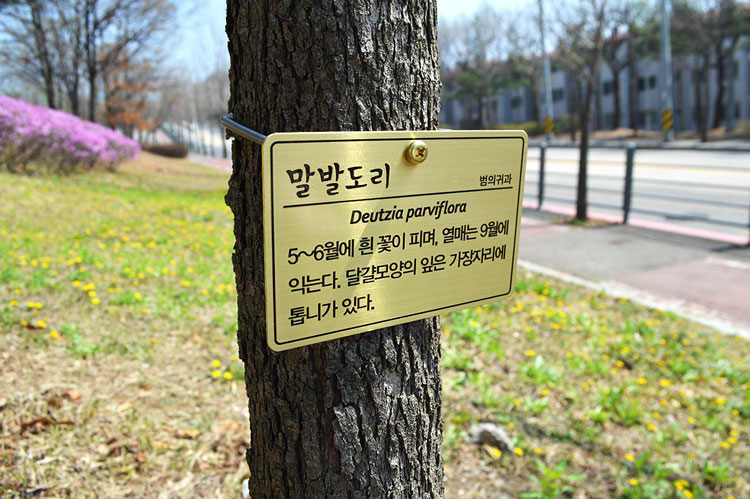 말발도리 범의귀과
Deutzia parviflora
5~6월에 흰 꽃이 피며, 열매는 9월에
익는다. 달걀모양의 잎은 가장자리에
톱니가 있다.